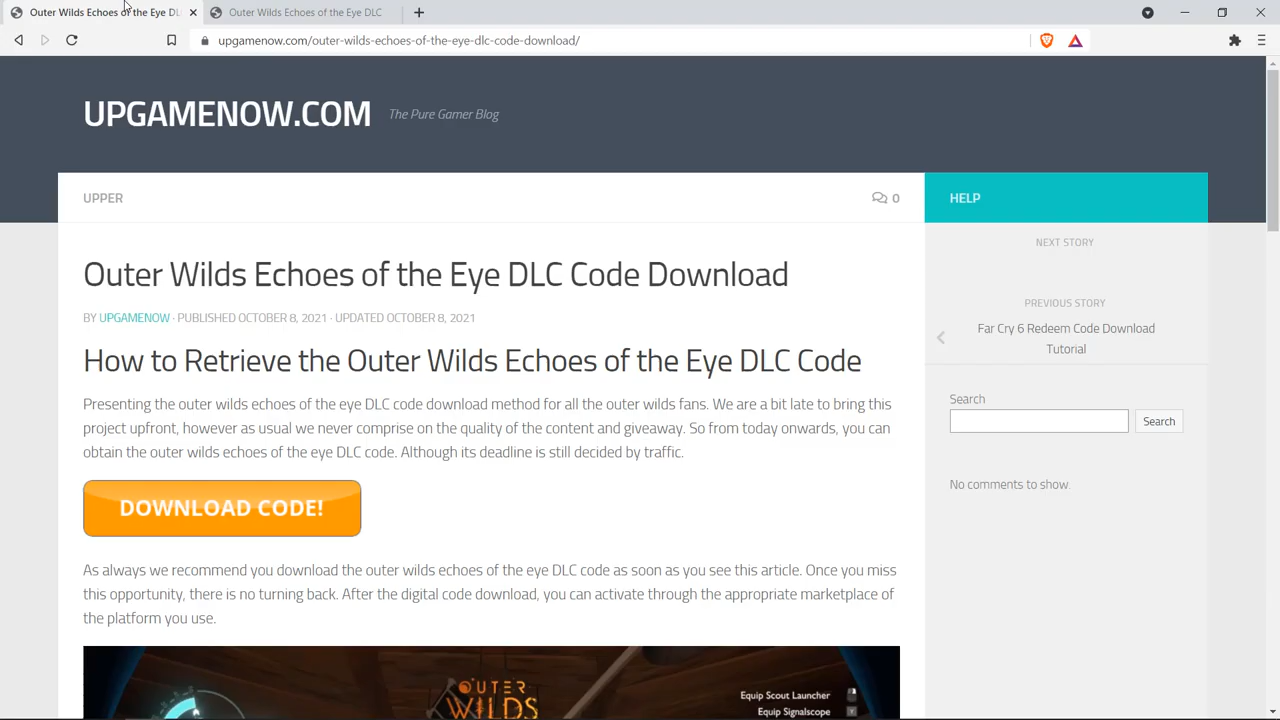 Outer Wilds Echoes of the Eye DL
Outer Wilds Echoes of the Eye DLC
upgamenow.com/outer-wilds-echoes-of-the-eye-dlc-code-download/
UPGAMENOW.COM
The Pure Gamer Blog
UPPER
0
HELP
NEXT STORY
PREVIOUS STORY
Far Cry 6 Redeem Code Download
Tutorial
Search
Search
No comments to show.
Outer Wilds Echoes of the Eye DLC Code Download
BY UPGAMENOW · PUBLISHED OCTOBER 8, 2021 · UPDATED OCTOBER 8, 2021
How to Retrieve the Outer Wilds Echoes of the Eye DLC Code
Presenting the outer wilds echoes of the eye DLC code download method for all the outer wilds fans. We are a bit late to bring this
project upfront, however as usual we never comprise on the quality of the content and giveaway. So from today onwards, you can
obtain the outer wilds echoes of the eye DLC code. Although its deadline is still decided by traffic.
DOWNLOAD CODE!
As always we recommend you download the outer wilds echoes of the eye DLC code as soon as you see this article. Once you miss
this opportunity, there is no turning back. After the digital code download, you can activate through the appropriate marketplace of
the platform you use.
OUTER
WILDS
Equip Scout Launcher
Equip Signalscope